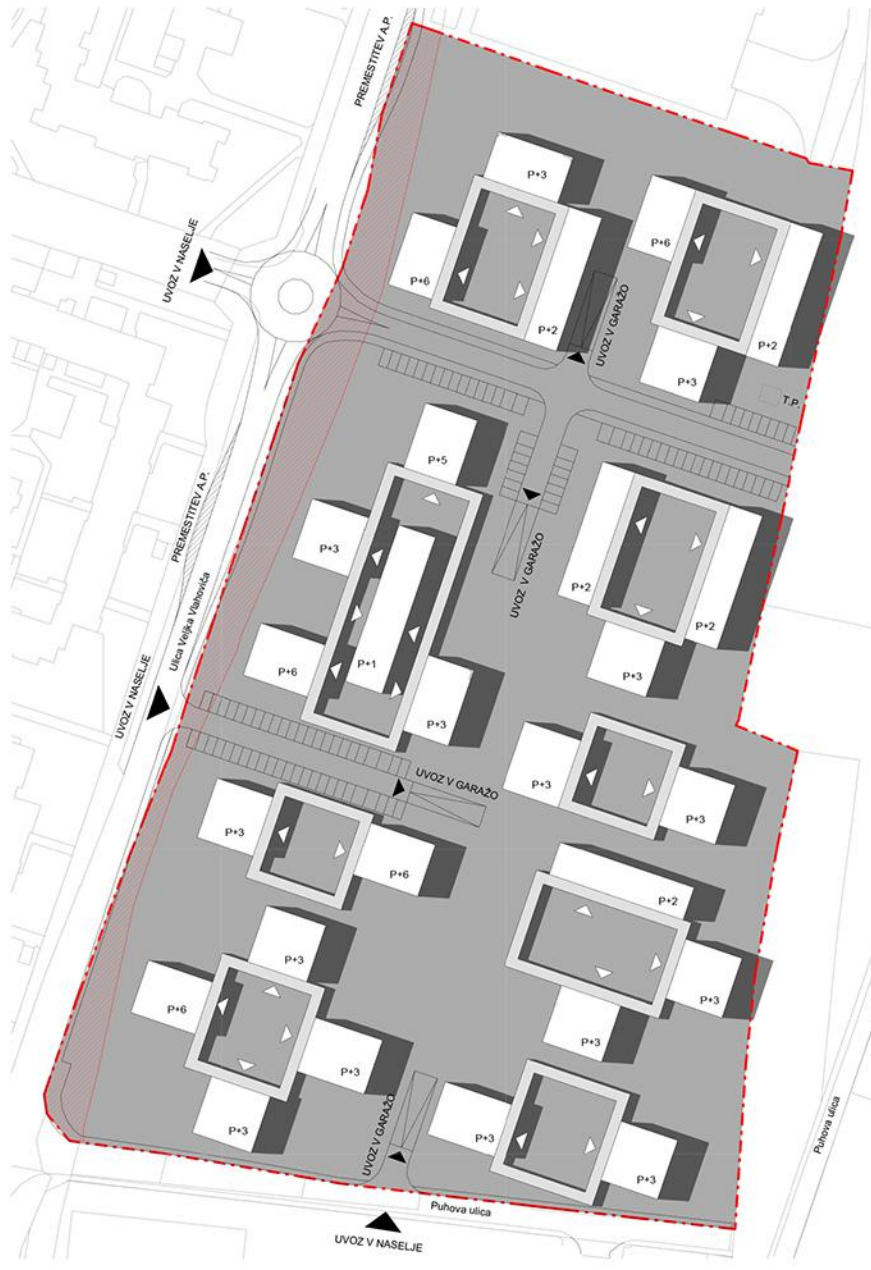 PREMESTITEV A.P.
P+3
P+6
UVOZ V NASELJE
P+6
UVOZ V GARAŽO
P+2
P+2
P+3
T.P.
P+5
PREMESTITEV A.P.
P+3
UVOZ V GARAŽO
P+2
P+2
Ulica Veljka Vlahoviča
P+1
P+6
P+3
UVOZ V NASELJE
P+3
UVOZ V GARAŽO
P+3
P+3
P+3
P+6
P+2
P+3
P+3
P+6
P+3
P+3
P+3
UVOZ V GARAŽO
P+3
P+3
P+3
Puhova ulica
Puhova ulica
UVOZ V NASELJE